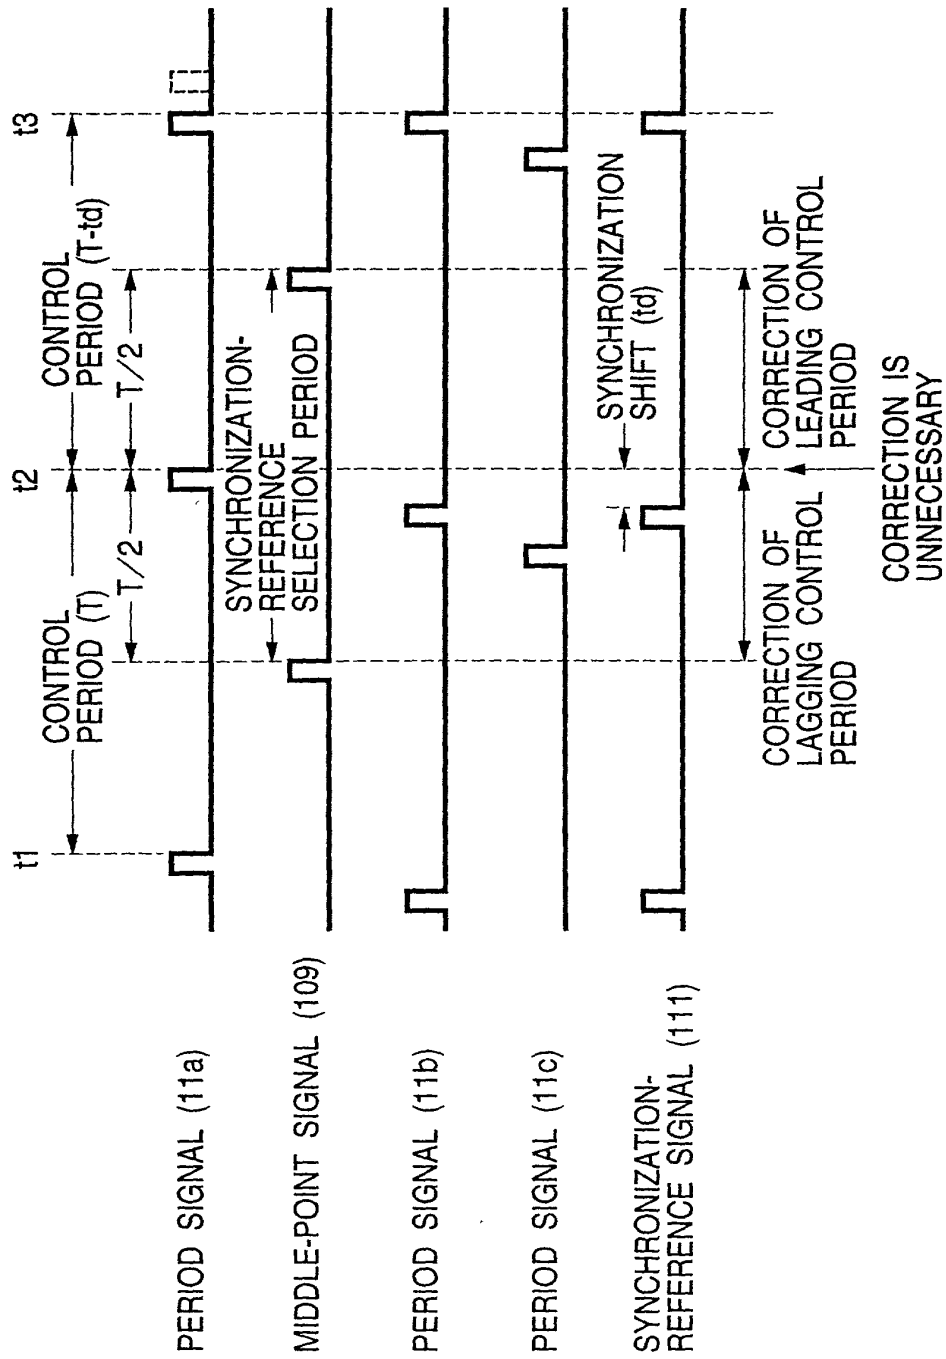 t1
t2
t3
CONTROL
PERIOD (T)
CONTROL
PERIOD (T-td)
T/2
T/2
PERIOD SIGNAL (11a)
SYNCHRONIZATION-
REFERENCE
SELECTION PERIOD
MIDDLE-POINT SIGNAL (109)
PERIOD SIGNAL (11b)
PERIOD SIGNAL (11c)
SYNCHRONIZATION
SHIFT (td)
SYNCHRONIZATION-
REFERENCE SIGNAL (111)
CORRECTION OF
LAGGING CONTROL
PERIOD
CORRECTION OF
LEADING CONTROL
PERIOD
CORRECTION IS
UNNECESSARY